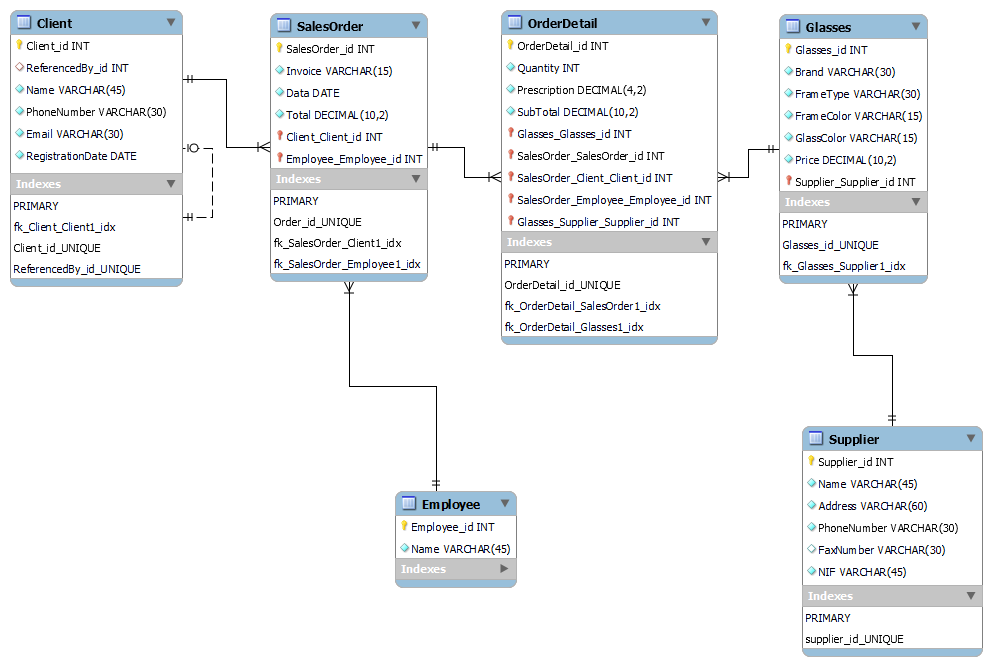 Client
Client_id INT
ReferencedBy_id INT
Name VARCHAR(45)
PhoneNumber VARCHAR(30)
Email VARCHAR(30)
RegistrationDate DATE
Indexes
PRIMARY
fk_Client_Client1_idx
Client_id_UNIQUE
ReferencedBy_id_UNIQUE
SalesOrder
SalesOrder_id INT
Invoice VARCHAR(15)
Data DATE
Total DECIMAL(10,2)
Client_Client_id INT
Employee_Employee_id INT
Indexes
PRIMARY
Order_id_UNIQUE
fk_SalesOrder_Client1_idx
fk_SalesOrder_Employee1_idx
OrderDetail
OrderDetail_id INT
Quantity INT
Prescription DECIMAL(4,2)
SubTotal DECIMAL(10,2)
Glasses_Glasses_id INT
SalesOrder_SalesOrder_id INT
SalesOrder_Client_Client_id INT
SalesOrder_Employee_Employee_id INT
Glasses_Supplier_Supplier_id INT
Indexes
PRIMARY
OrderDetail_id_UNIQUE
fk_OrderDetail_SalesOrder1_idx
fk_OrderDetail_Glasses1_idx
Glasses
Glasses_id INT
Brand VARCHAR(30)
FrameType VARCHAR(30)
FrameColor VARCHAR(15)
GlassColor VARCHAR(15)
Price DECIMAL(10,2)
Supplier_Supplier_id INT
Indexes
PRIMARY
Glasses_id_UNIQUE
fk_Glasses_Supplier1_idx
Employee
Employee_id INT
Name VARCHAR(45)
Indexes
Supplier
Supplier_id INT
Name VARCHAR(45)
Address VARCHAR(60)
PhoneNumber VARCHAR(30)
FaxNumber VARCHAR(30)
NIF VARCHAR(45)
Indexes
PRIMARY
supplier_id_UNIQUE